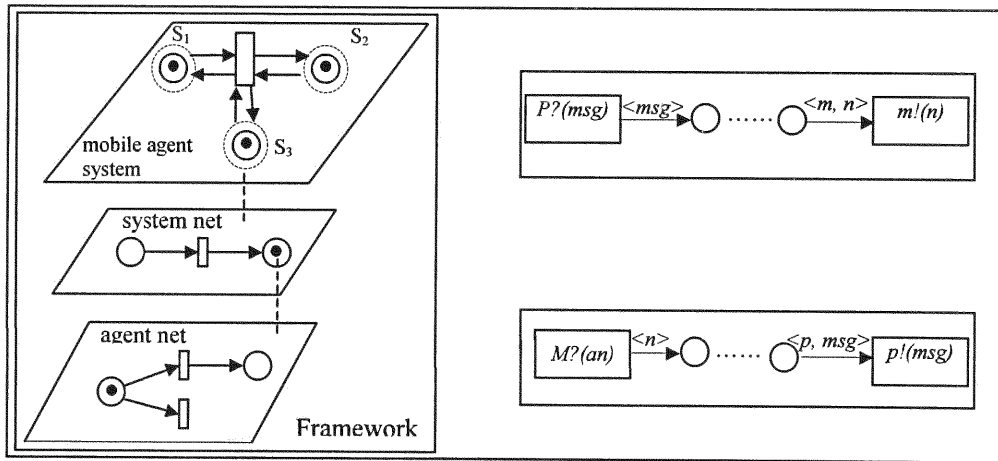 S1
S2
S3
mobile agent
system
system net
agent net
Framework
P?(msg)
<msg>
<m, n>
m!(n)
M?(an)
<n>
<p, msg>
p!(msg)